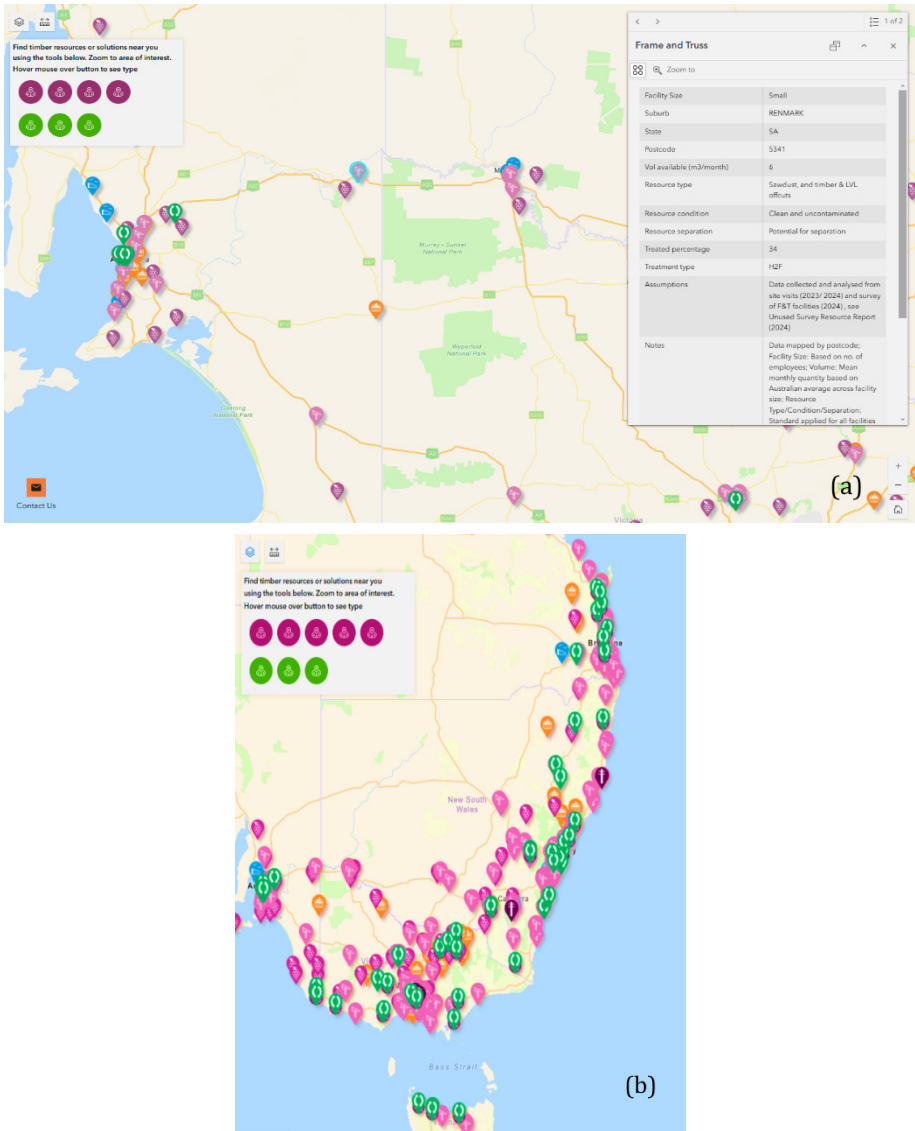 Find timber resources or solutions near you
using the tools below. Zoom to area of interest.
Hover mouse over button to see type
1 of 2
Frame and Truss
Zoom to
Facility Size Small
Suburb RENMARK
State SA
Postcode 5341
Vol available (m3/month) 6
Resource type Sawdust, and timber & LVL
offcuts
Resource condition Clean and uncontaminated
Resource separation Potential for separation
Treated percentage 34
Treatment type H2F
Assumptions Data collected and analysed from
site visits (2023/ 2024) and survey
of F&T facilities (2024) , see
Unused Survey Resource Report
(2024)
Notes Data mapped by postcode;
Facility Size: Based on no. of
employees; Volume: Mean
monthly quantity based on
Australian average across facility
size; Resource
Type/Condition/Separation:
Standard applied for all facilities
Murray - Sunset
National Park
Wyperfeld
National Park
Coorong
National Park
Contact Us
(a)
Find timber resources or solutions near you
using the tools below. Zoom to area of interest.
Hover mouse over button to see type
New South
Wales
Bass Strait
(b)